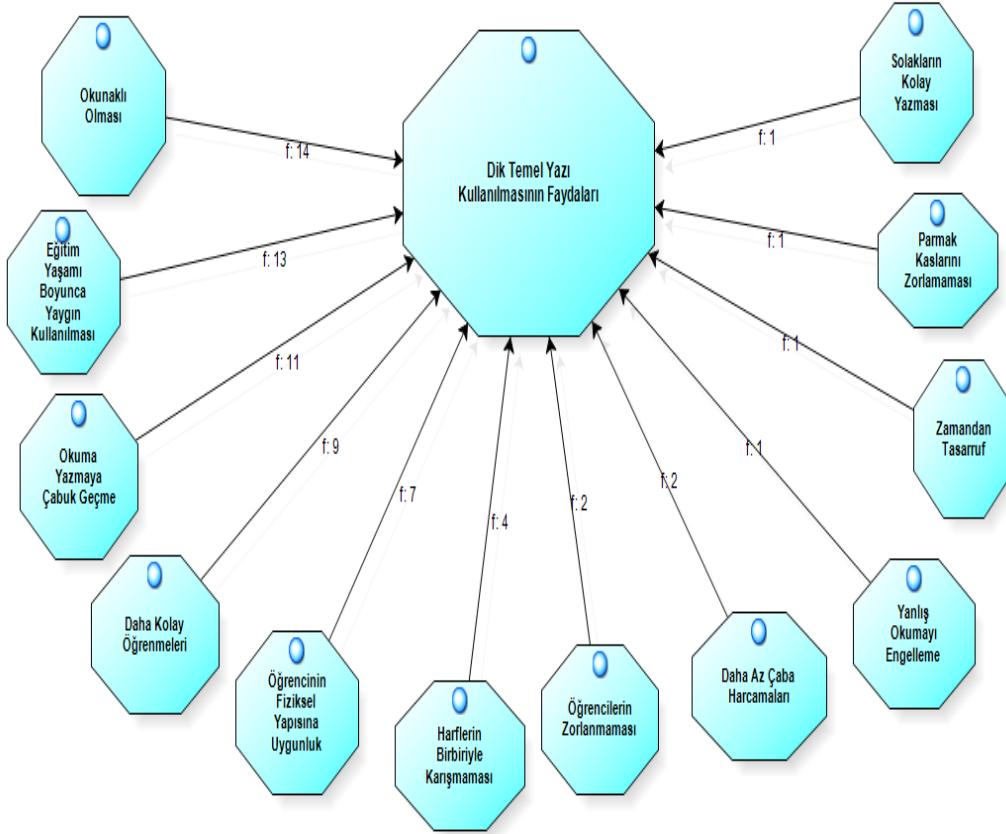 Dik Temel Yazı
Kullanılmasının Faydaları
Okunaklı
Olması
f: 14
Eğitim
Yaşamı
Boyunca
Yaygın
Kullanılması
f: 13
Okuma
Yazmaya
Çabuk Geçme
f: 11
Daha Kolay
Öğrenmeleri
f: 9
Öğrencinin
Fiziksel
Yapısına
Uygunluk
f: 7
Harflerin
Birbiriyle
Karışmaması
f: 4
Öğrencilerin
Zorlanmaması
f: 2
Daha Az Çaba
Harcamaları
f: 2
Yanlış
Okumayı
Engelleme
f: 1
Zamandan
Tasarruf
f: 1
Parmak
Kaslarını
Zorlamaması
f: 1
Solakların
Kolay
Yazması
f: 1